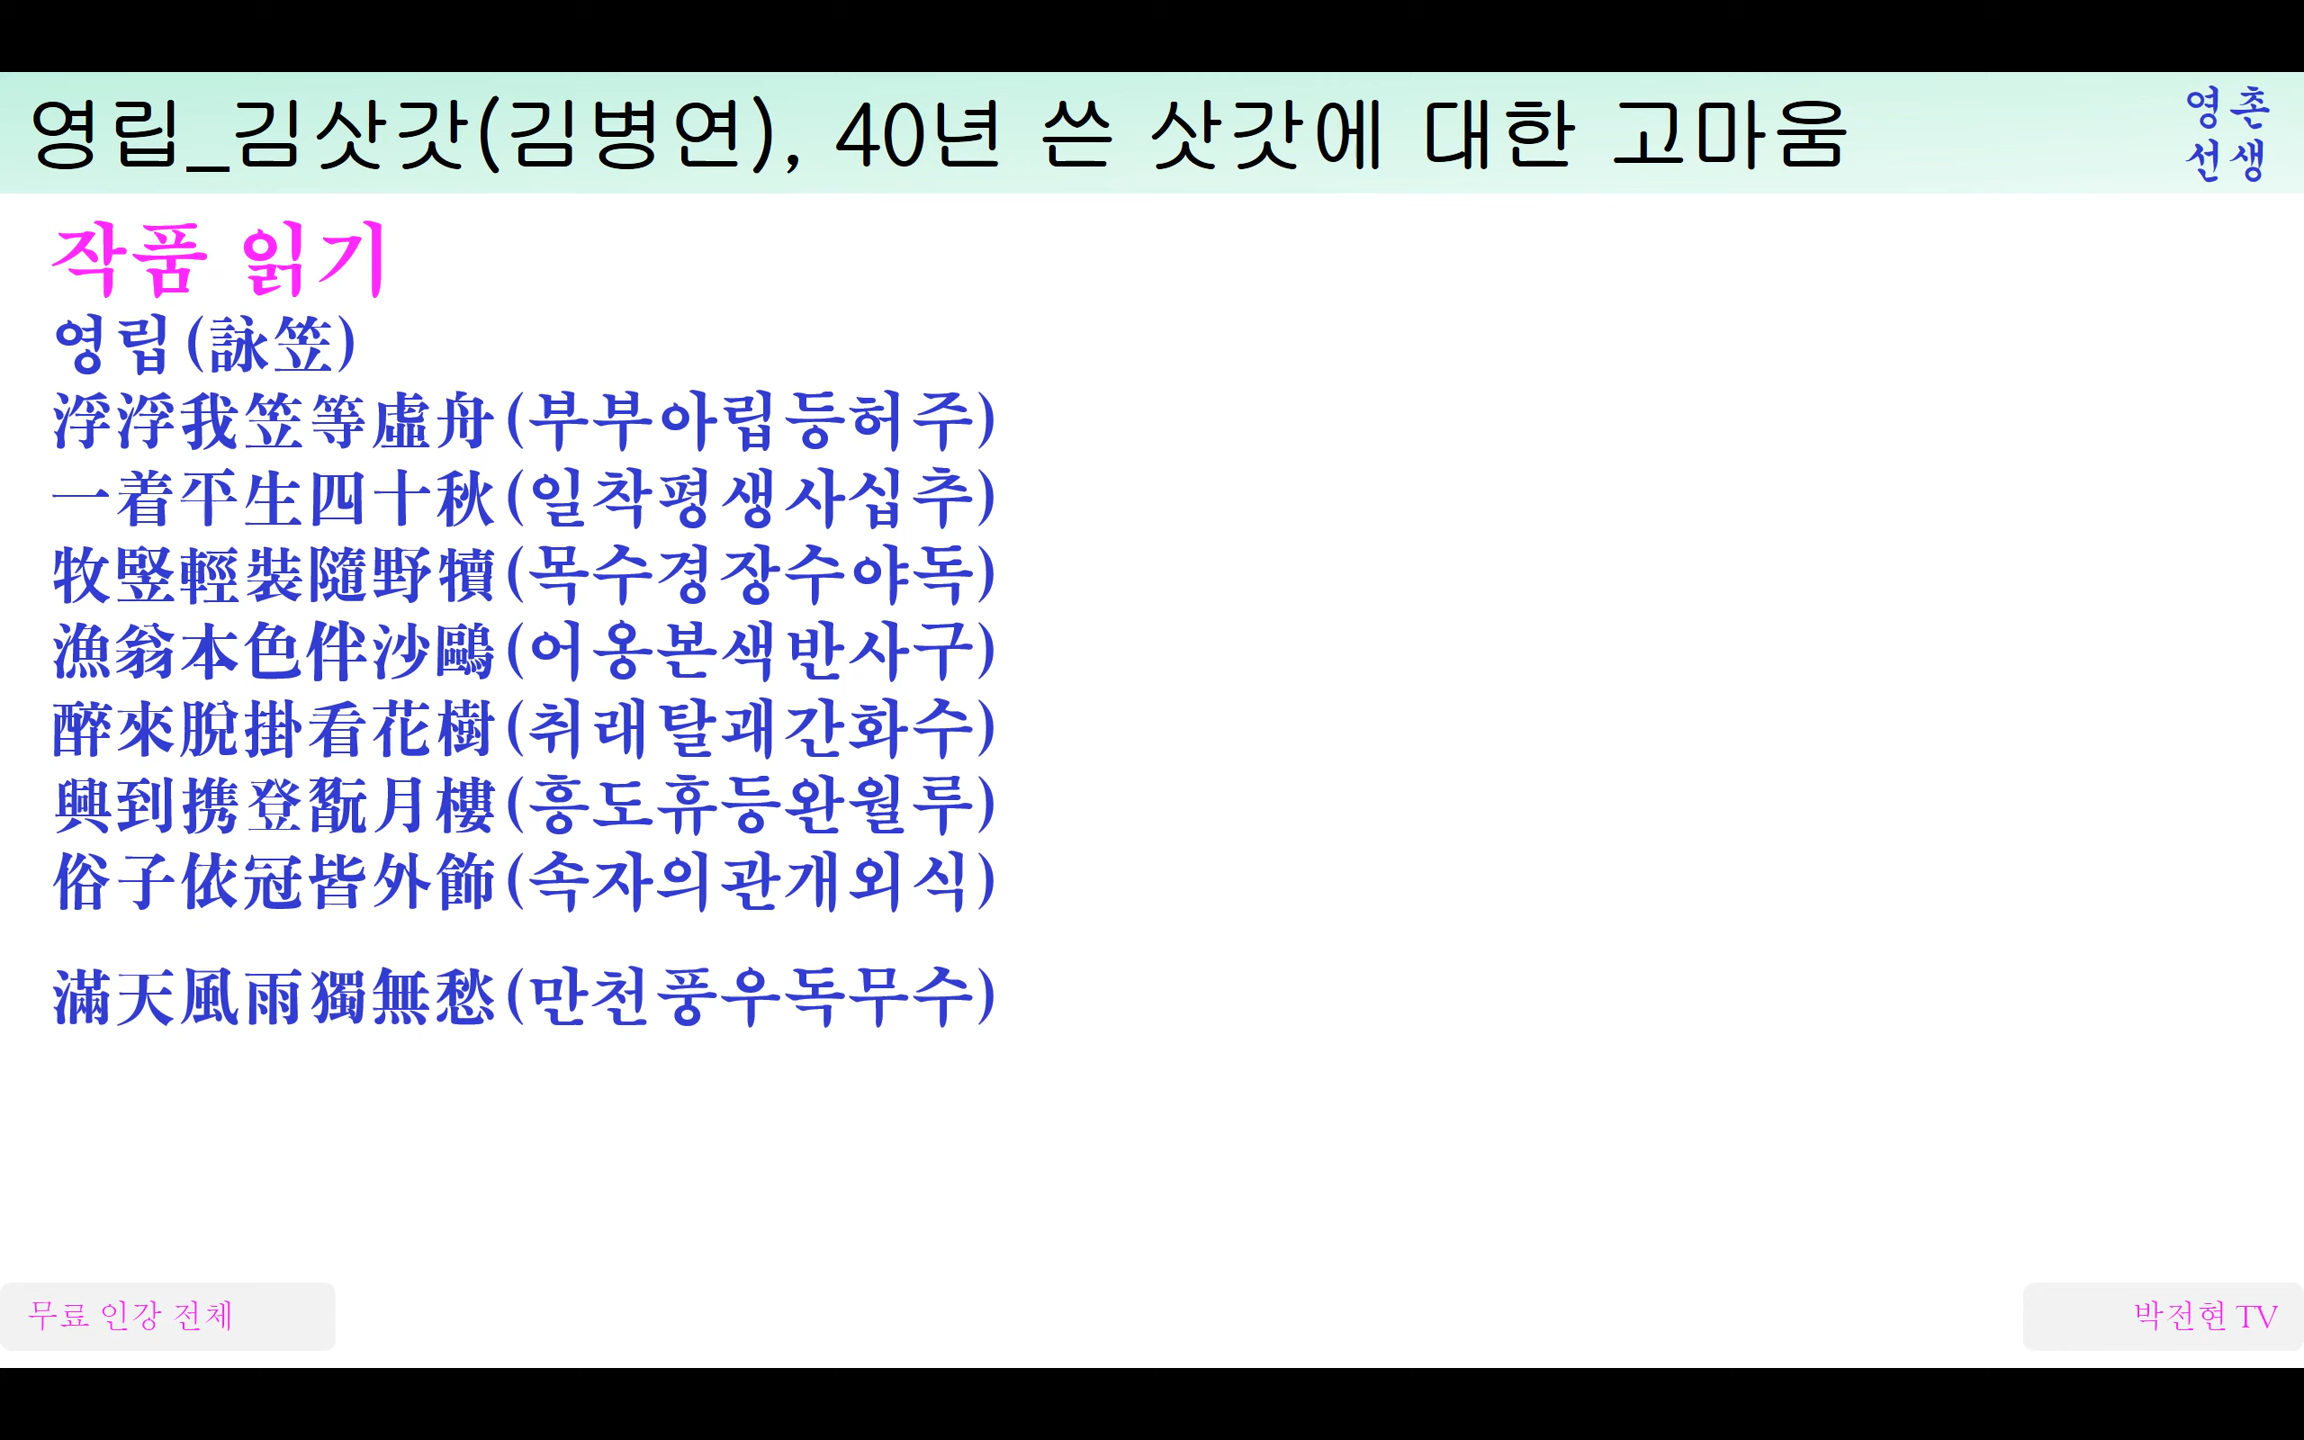 영립_김삿갓(김병연), 40년 쓴 삿갓에 대한 고마움
영촌
선생
작품 읽기
영립(詠笠)
浮浮我笠等虛舟(부부아립등허주)
一着平生四十秋(일착평생사십추)
牧竪輕裝隨野犢(목수경장수야독)
漁翁本色伴沙鷗(어옹본색반사구)
醉來脫掛看花樹(취래탈괘간화수)
興到携登翫月樓(흥도휴등완월루)
俗子依冠皆外飾(속자의관개외식)
滿天風雨獨無愁(만천풍우독무수)
무료 인강 전체
박전현 TV